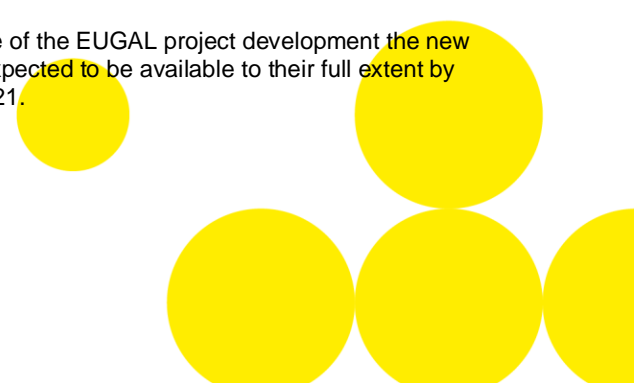 of the EUGAL project development the new
pected to be available to their full extent by
21.